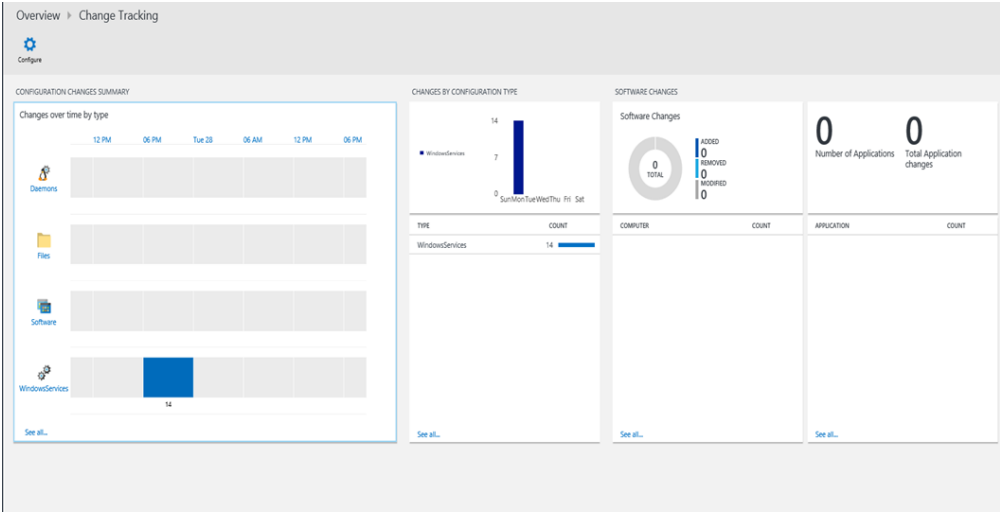 Overview Change Tracking
Configure
CONFIGURATION CHANGES SUMMARY
Changes over time by type
12 PM 06 PM Tue 28 06 AM 12 PM 06 PM
Daemons
Files
Software
WindowsServices
14
See all...
CHANGES BY CONFIGURATION TYPE
WindowsServices
14
7
0
SunMonTueWedThu Fri Sat
TYPE COUNT
WindowsServices 14
See all...
SOFTWARE CHANGES
Software Changes
0
TOTAL
ADDED
0
REMOVED
0
MODIFIED
0
COMPUTER COUNT
See all...
0
Number of Applications
0
Total Application
changes
APPLICATION COUNT
See all...